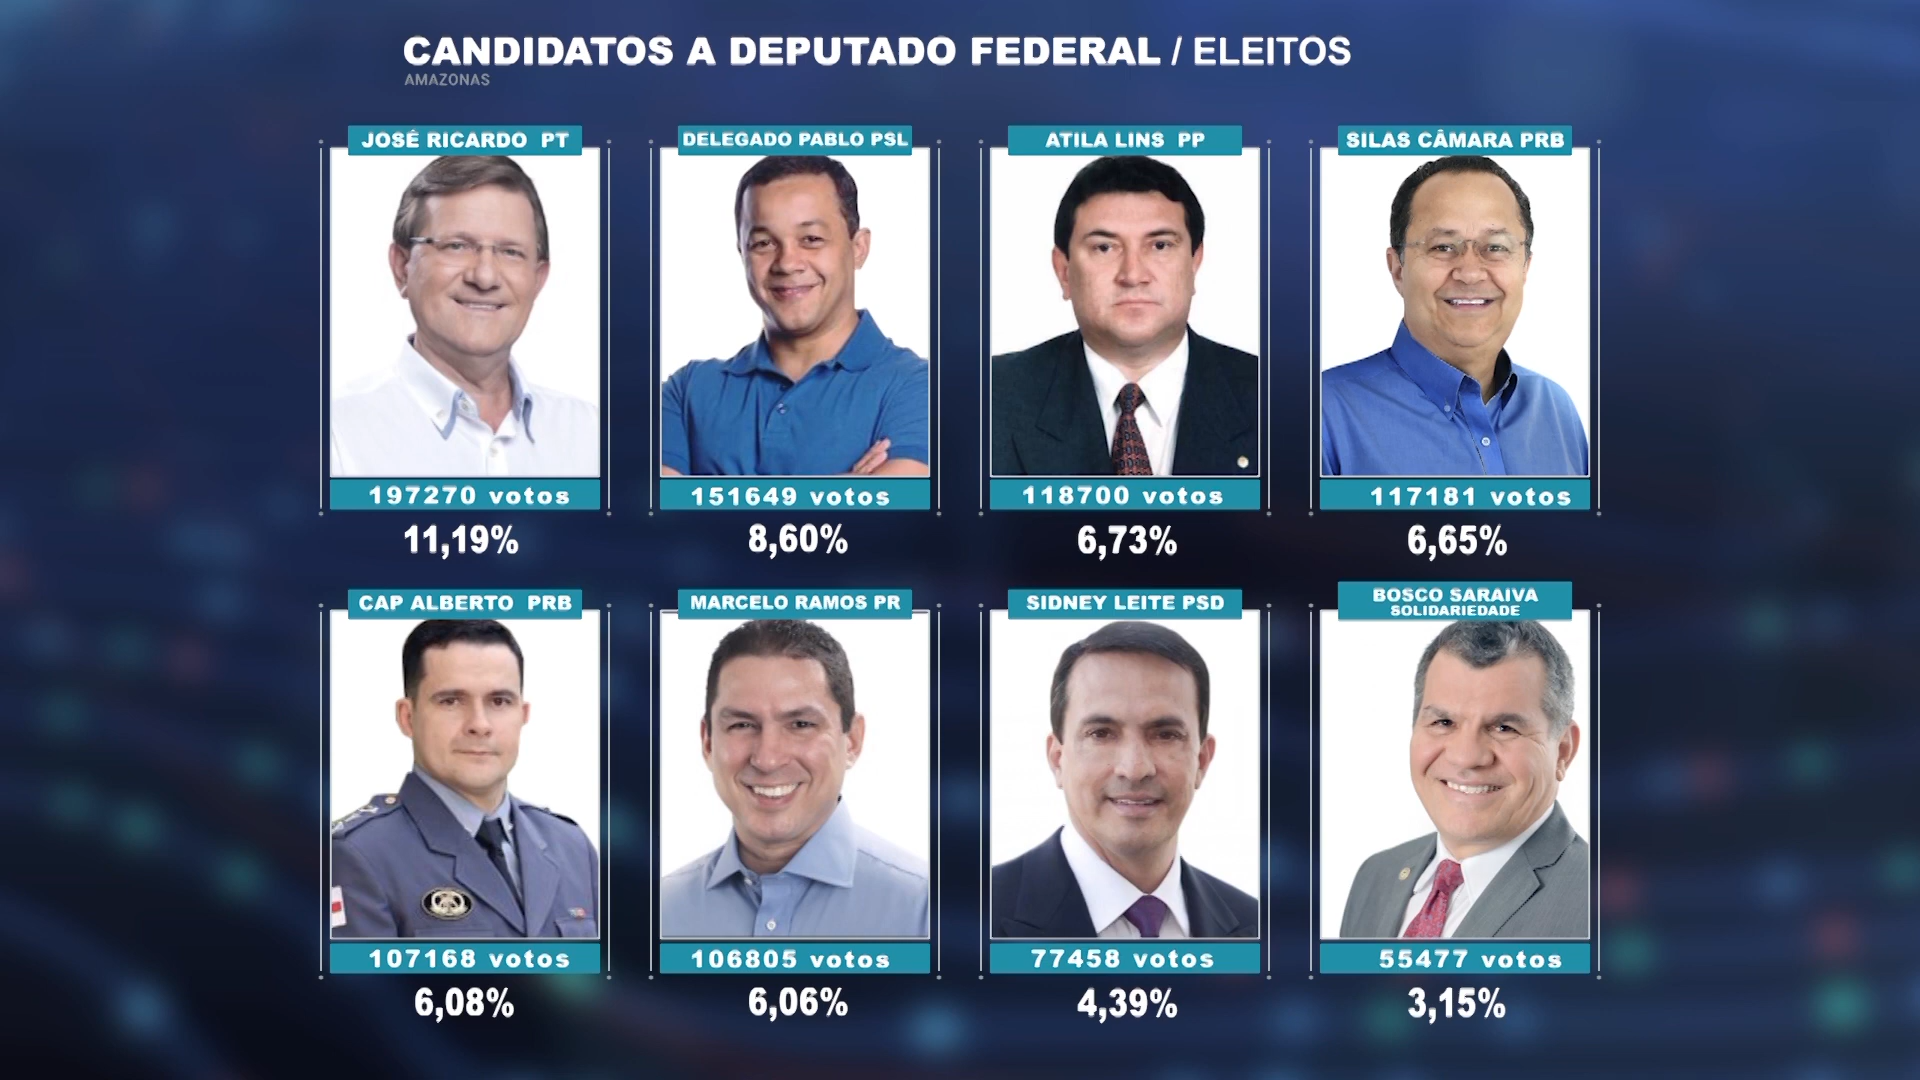 CANDIDATOS A DEPUTADO FEDERAL / ELEITOS
AMAZONAS
JOSÉ RICARDO PT
197270 votos
11,19%
DELEGADO PABLO PSL
151649 votos
8,60%
ATILA LINS PP
118700 votos
6,73%
SILAS CÂMARA PRB
117181 votos
6,65%
CAP ALBERTO PRB
107168 votos
6,08%
MARCELO RAMOS PR
106805 votos
6,06%
SIDNEY LEITE PSD
77458 votos
4,39%
BOSCO SARAIVA
SOLIDARIEDADE
55477 votos
3,15%